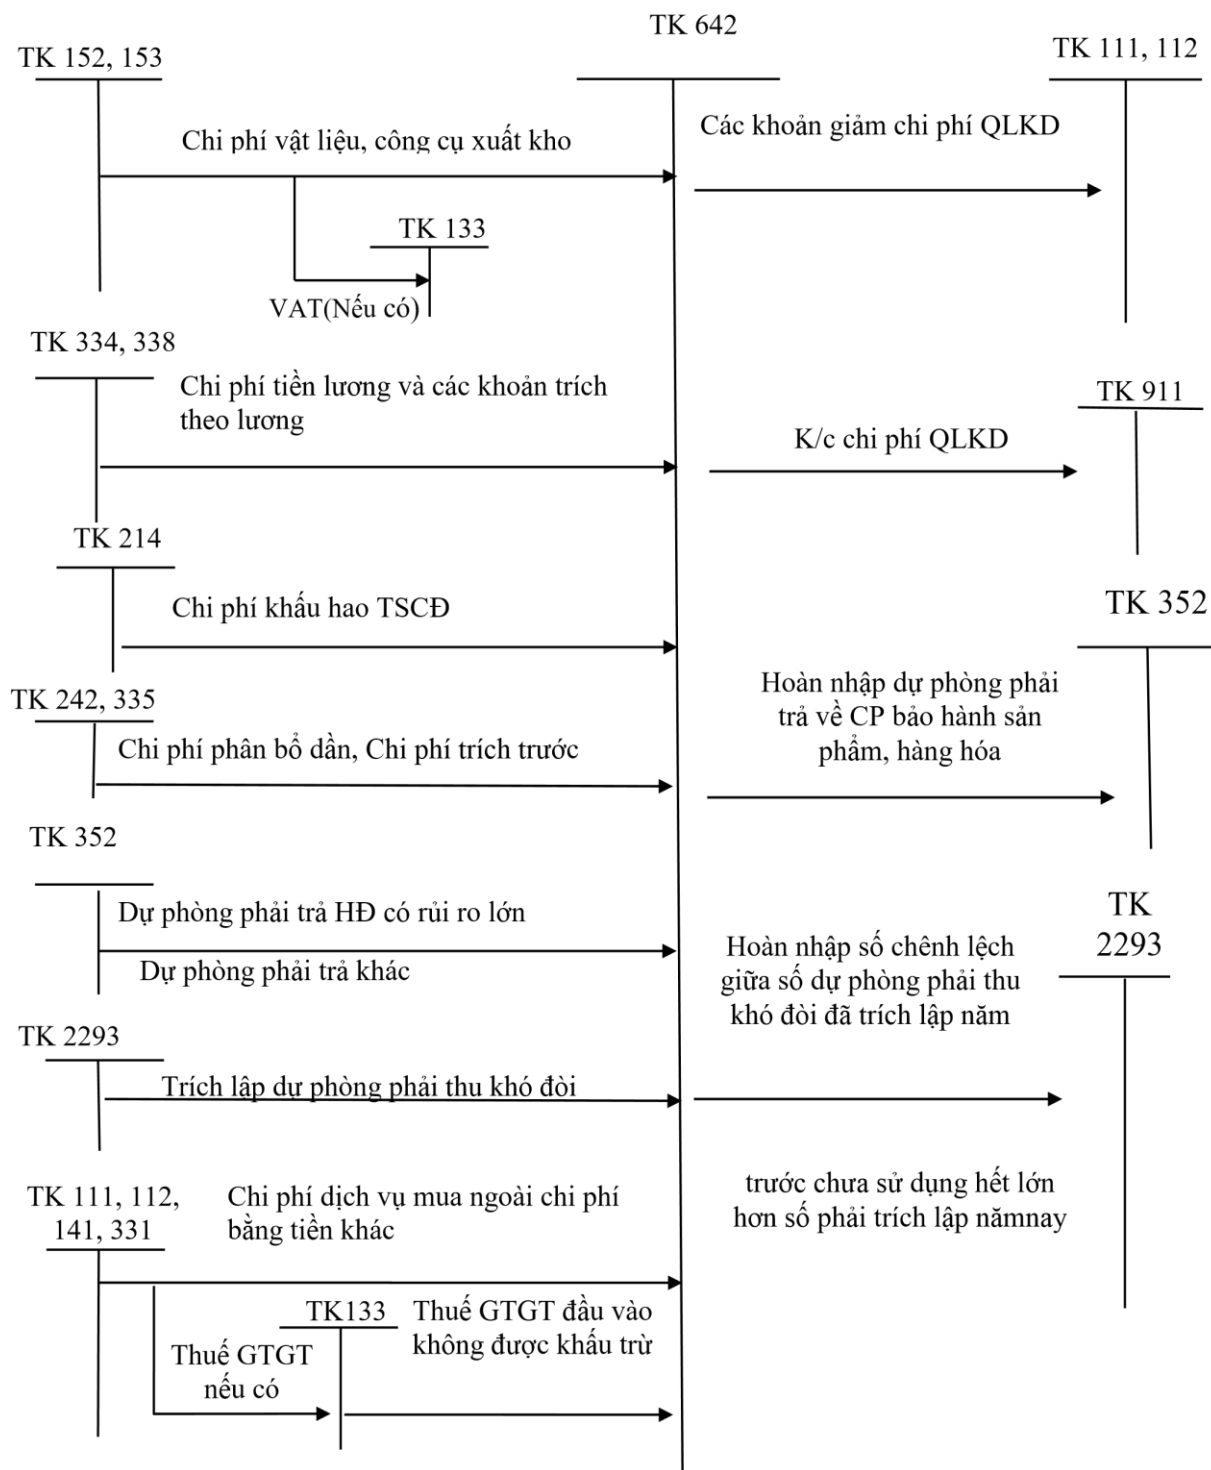 TK 642
TK 152, 153
TK 111, 112
Chi phí vật liệu, công cụ xuất kho
Các khoản giảm chi phí QLKD
TK 133
VAT(Nếu có)
TK 334, 338
Chi phí tiền lương và các khoản trích
theo lương
TK 911
K/c chi phí QLKD
TK 214
Chi phí khấu hao TSCĐ
TK 352
TK 242, 335
Chi phí phân bổ dần, Chi phí trích trước
Hoàn nhập dự phòng phải
trả về CP bảo hành sản
phẩm, hàng hóa
TK 352
Dự phòng phải trả HĐ có rủi ro lớn
Dự phòng phải trả khác
TK
2293
Hoàn nhập số chênh lệch
giữa số dự phòng phải thu
khó đòi đã trích lập năm
TK 2293
Trích lập dự phòng phải thu khó đòi
trước chưa sử dụng hết lớn
hơn số phải trích lập nămnay
TK 111, 112,
141, 331
Chi phí dịch vụ mua ngoài chi phí
bằng tiền khác
TK133
Thuế GTGT đầu vào
không được khấu trừ
Thuế GTGT
nếu có